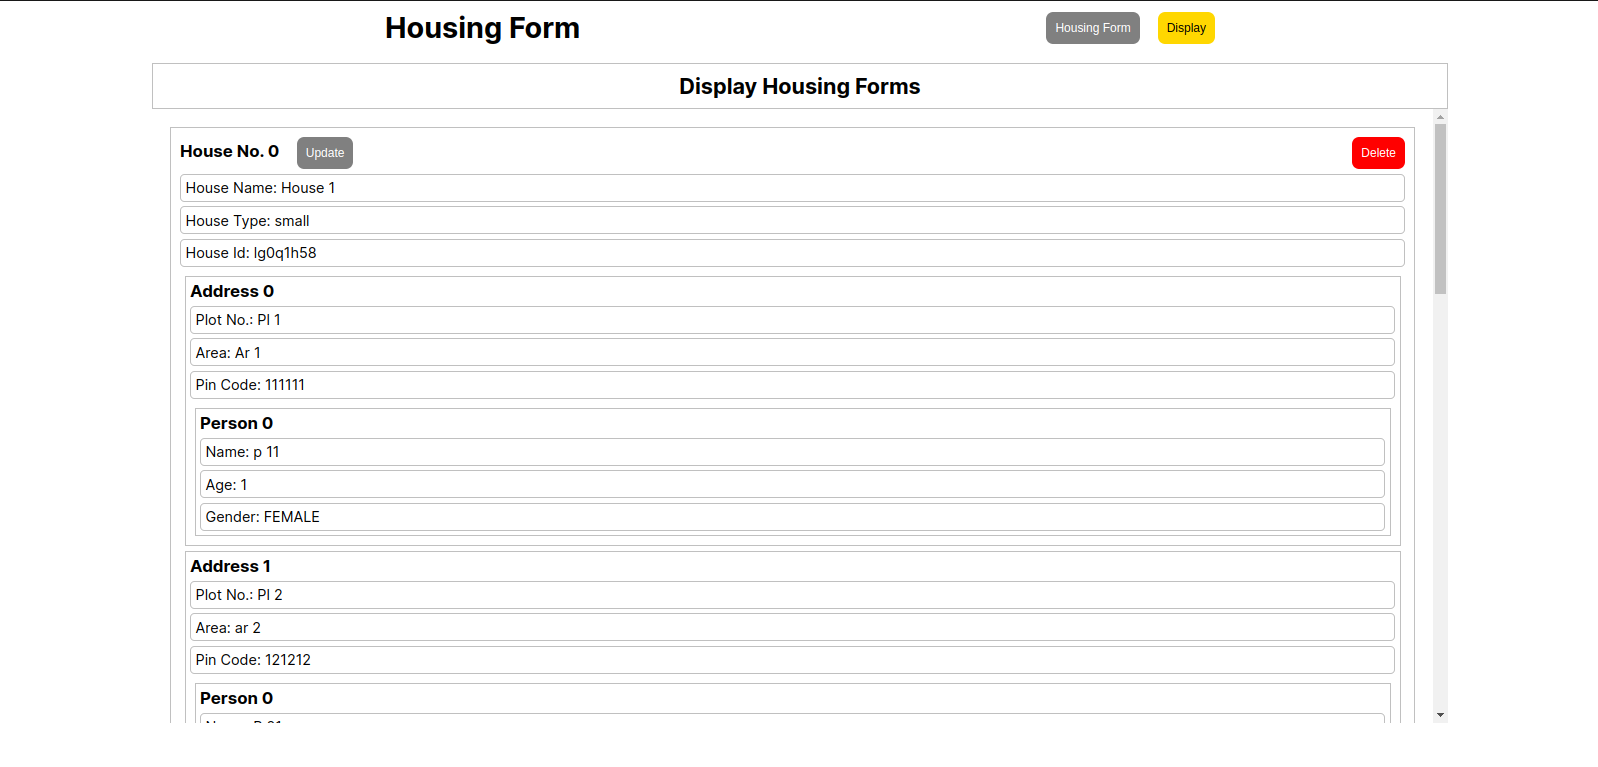 Housing Form
Housing Form
Display
Display Housing Forms
House No. 0
Update
Delete
House Name: House 1
House Type: small
House Id: lg0q1h58
Address 0
Plot No.: Pl 1
Area: Ar 1
Pin Code: 111111
Person 0
Name: p 11
Age: 1
Gender: FEMALE
Address 1
Plot No.: Pl 2
Area: ar 2
Pin Code: 121212
Person 0